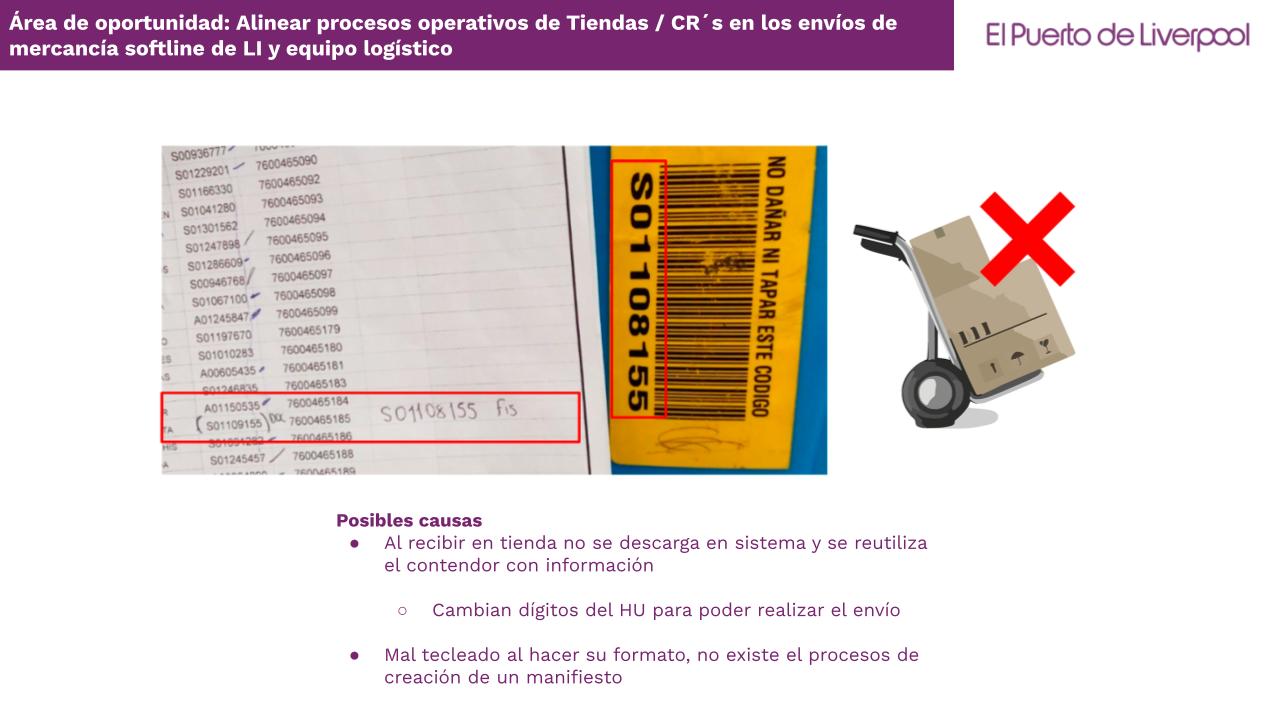 Área de oportunidad: Alinear procesos operativos de Tiendas / CR´s en los envíos de
mercancía softline de LI y equipo logístico
El Puerto de Liverpool
S00936777
S01229201 7600465090
S01166330 7600465092
S01041280 7600465093
S01301562 7600465094
S01247898 7600465095
S01286609 7600465096
S00946768 7600465097
S01067100 7600465098
A01245847 7600465099
S01197670 7600465179
S01010283 7600465180
A00605435 7600465181
S01246835 7600465183
A01150535 7600465184
(S01109155) Doc 7600465185 S01108155 Fis
7600465186
S01245457 7600465188
7600465189
S01108155
NO DAÑAR NI TAPAR ESTE CODIGO
Posibles causas
● Al recibir en tienda no se descarga en sistema y se reutiliza
el contendor con información
○ Cambian dígitos del HU para poder realizar el envío
● Mal tecleado al hacer su formato, no existe el procesos de
creación de un manifiesto